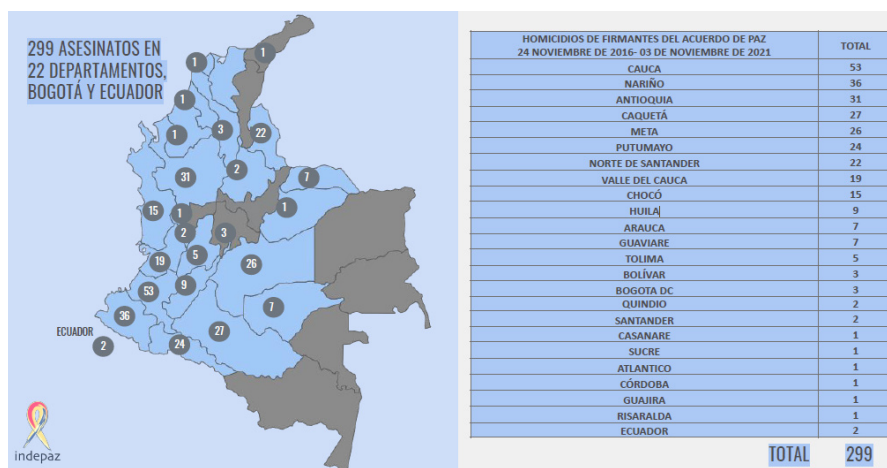 299 ASESINATOS EN
22 DEPARTAMENTOS,
BOGOTÁ Y ECUADOR
1
1
1
1
3
22
31
2
7
15
1
1
2
3
19
5
26
53
9
36
7
27
ECUADOR
2
24
indepaz
HOMICIDIOS DE FIRMANTES DEL ACUERDO DE PAZ
24 NOVIEMBRE DE 2016- 03 DE NOVIEMBRE DE 2021 TOTAL
CAUCA 53
NARIÑO 36
ANTIOQUIA 31
CAQUETÁ 27
META 26
PUTUMAYO 24
NORTE DE SANTANDER 22
VALLE DEL CAUCA 19
CHOCÓ 15
HUILA 9
ARAUCA 7
GUAVIARE 7
TOLIMA 5
BOLÍVAR 3
BOGOTA DC 3
QUINDIO 2
SANTANDER 2
CASANARE 1
SUCRE 1
ATLANTICO 1
CÓRDOBA 1
GUAJIRA 1
RISARALDA 1
ECUADOR 2
TOTAL 299